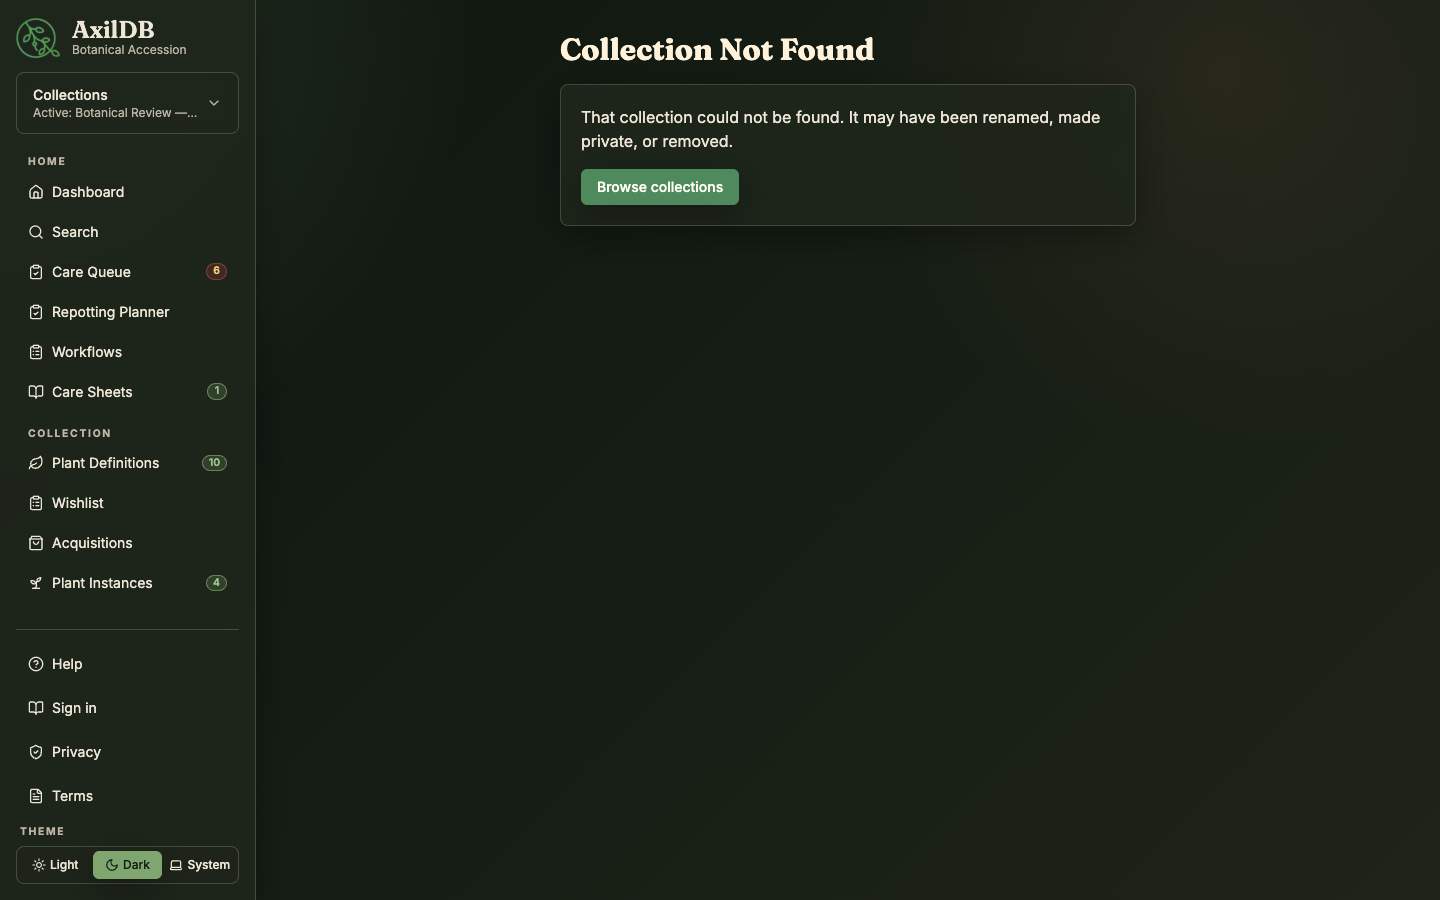 AxilDB
Botanical Accession
Collections
Active: Botanical Review —...
HOME
Dashboard
Search
Care Queue 6
Repotting Planner
Workflows
Care Sheets 1
COLLECTION
Plant Definitions 10
Wishlist
Acquisitions
Plant Instances 4
Help
Sign in
Privacy
Terms
THEME
Light Dark System
Collection Not Found
That collection could not be found. It may have been renamed, made
private, or removed.
Browse collections